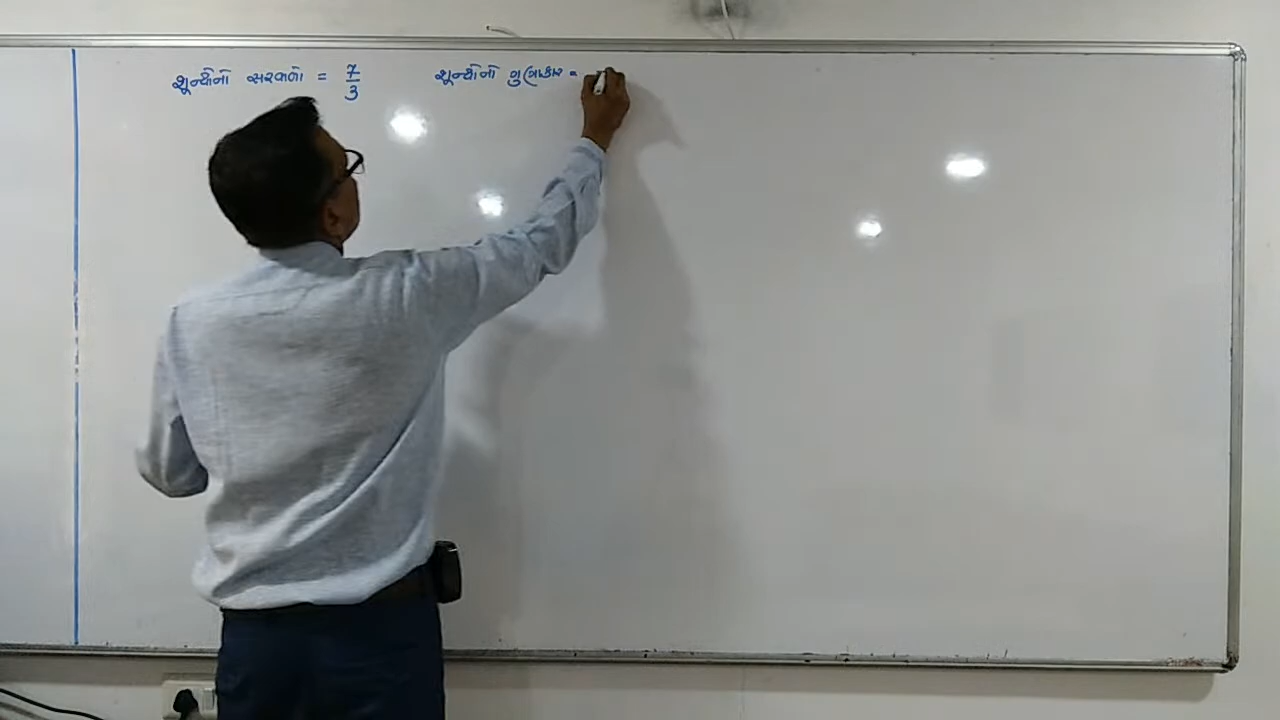 શૂન્યોનો સરવાળો = 7/3 શૂન્યોનો ગુણાકાર =